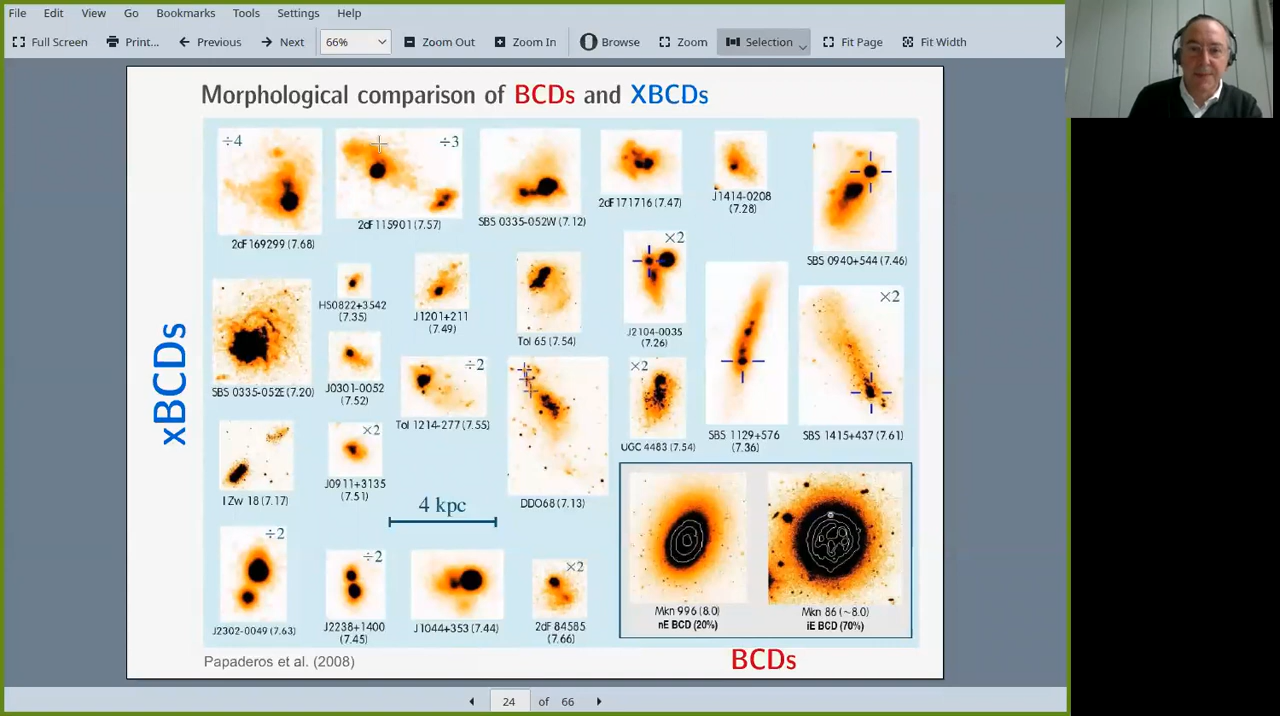 File Edit View Go Bookmarks Tools Settings Help
Full Screen Print... Previous Next 66% Zoom Out Zoom In Browse Zoom Selection Fit Page Fit Width
Morphological comparison of BCDs and XBCDs
÷4
÷3
2dF169299 (7.68)
2dF115901 (7.57)
SBS 0335-052W (7.12)
2dF171716 (7.47)
J1414-0208
(7.28)
SBS 0940+544 (7.46)
xBCDs
SBS 0335-052E (7.20)
HS0822+3542
(7.35)
J1201+211
(7.49)
Tol 65 (7.54)
×2
J2104-0035
(7.26)
J0301-0052
(7.52)
÷2
Tol 1214-277 (7.55)
×2
UGC 4483 (7.54)
SBS 1129+576
(7.36)
×2
SBS 1415+437 (7.61)
I Zw 18 (7.17)
×2
J0911+3135
(7.51)
DDO68 (7.13)
4 kpc
÷2
J2302-0049 (7.63)
÷2
J2238+1400
(7.45)
J1044+353 (7.44)
×2
2dF 84585
(7.66)
Mkn 996 (8.0)
nE BCD (20%)
Mkn 86 (~8.0)
iE BCD (70%)
Papaderos et al. (2008)
BCDs
24 of 66